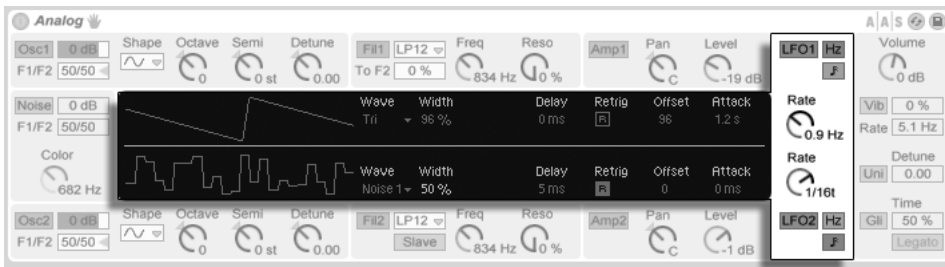 Analog A|A|S
Osc1 0 dB Shape Octave Semi Detune Fil1 LP12 Freq Reso Amp1 Pan Level LFO1 Hz Volume
F1/F2 50/50 0 0 st 0.00 To F2 0 % 834 Hz 0 % C -19 dB 0 dB
Noise 0 dB Wave Width Delay Retrig Offset Attack Rate Vib 0 %
F1/F2 50/50 Tri 96 % 0 ms R 96 1.2 s 0.9 Hz Rate 5.1 Hz
Color Rate Detune
682 Hz Wave Width Delay Retrig Offset Attack 1/16t Uni 0.00
Noise 1 50 % 5 ms R 0 0 ms Time
Osc2 0 dB Shape Octave Semi Detune Fil2 LP12 Freq Reso Amp2 Pan Level LFO2 Hz Gli 50 %
F1/F2 50/50 0 0 st 0.00 Slave 834 Hz 0 % C -1 dB Legato